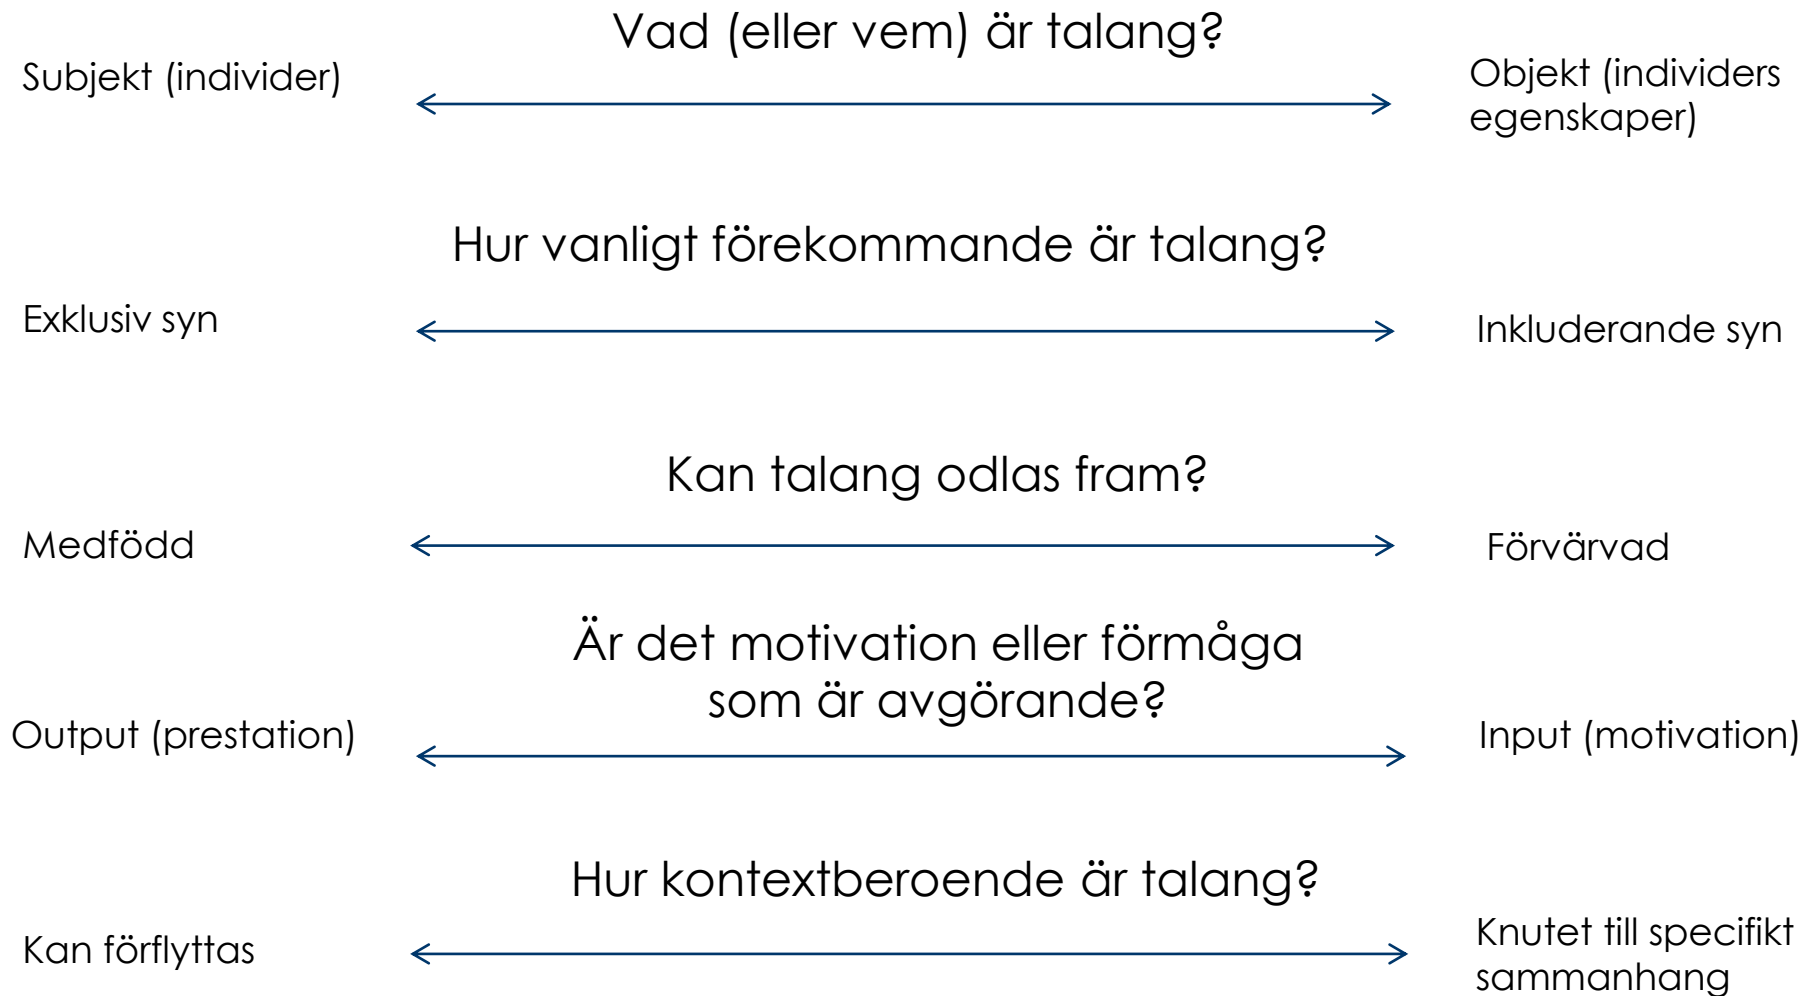 Vad (eller vem) är talang?
Subjekt (individer)
Objekt (individers
egenskaper)
Hur vanligt förekommande är talang?
Exklusiv syn
Inkluderande syn
Kan talang odlas fram?
Medfödd
Förvärvad
Är det motivation eller förmåga
som är avgörande?
Output (prestation)
Input (motivation)
Hur kontextberoende är talang?
Kan förflyttas
Knutet till specifikt
sammanhang